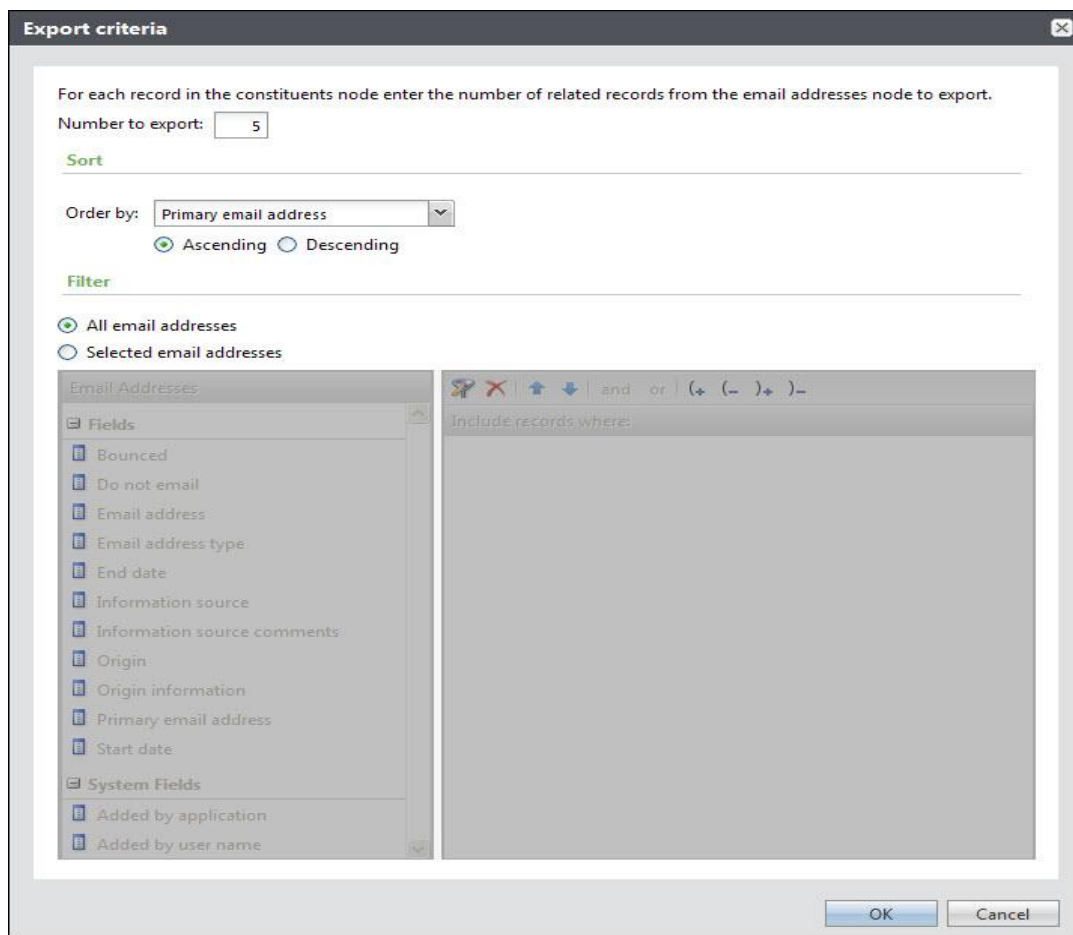 Export criteria
For each record in the constituents node enter the number of related records from the email addresses node to export.
Number to export: 5
Sort
Order by: Primary email address
Ascending Descending
Filter
All email addresses
Selected email addresses
Email Addresses
Fields
Bounced
Do not email
Email address
Email address type
End date
Information source
Information source comments
Origin
Origin information
Primary email address
Start date
System Fields
Added by application
Added by user name
and or (+ (− )+ )−
Include records where:
OK Cancel